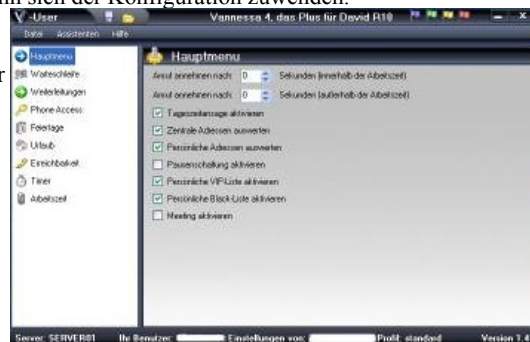 sich der Konfiguration zuwenden.
V -User
Vannessa 4, das Plus für David R10
Datei Assistenten Hilfe
Hauptmenu
Warteschleife
Weiterleitungen
Phone Access
Feiertage
Urlaub
Erreichbarkeit
Timer
Arbeitszeit
Hauptmenu
Anruf annehmen nach: 0 Sekunden (innerhalb der Arbeitszeit)
Anruf annehmen nach: 0 Sekunden (außerhalb der Arbeitszeit)
Tageszeitansage aktivieren
Zentrale Adressen auswerten
Persönliche Adressen auswerten
Pausenschaltung aktivieren
Persönliche VIP-Liste aktivieren
Persönliche Black-Liste aktivieren
Meeting aktivieren
Server: SERVER01 Ihr Benutzer: Einstellungen von: Profil: standard Version 1.4